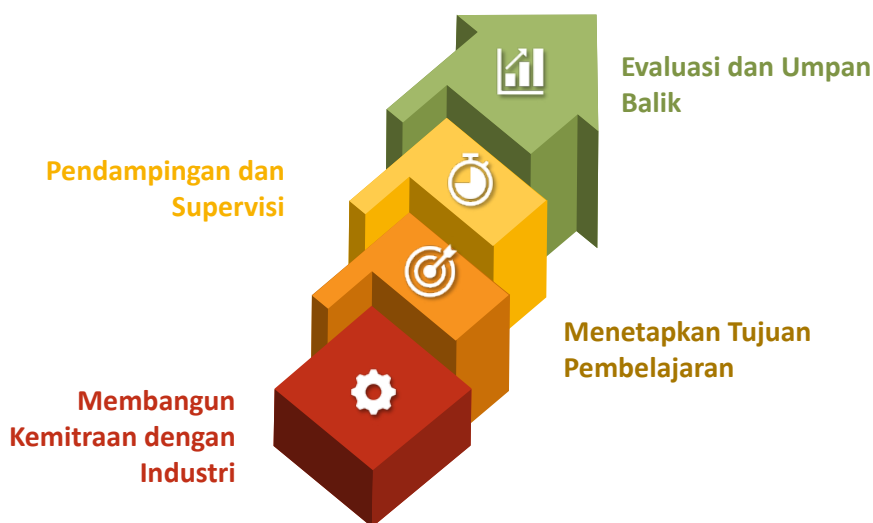 Evaluasi dan Umpan
Balik
Pendampingan dan
Supervisi
Menetapkan Tujuan
Pembelajaran
Membangun
Kemitraan dengan
Industri